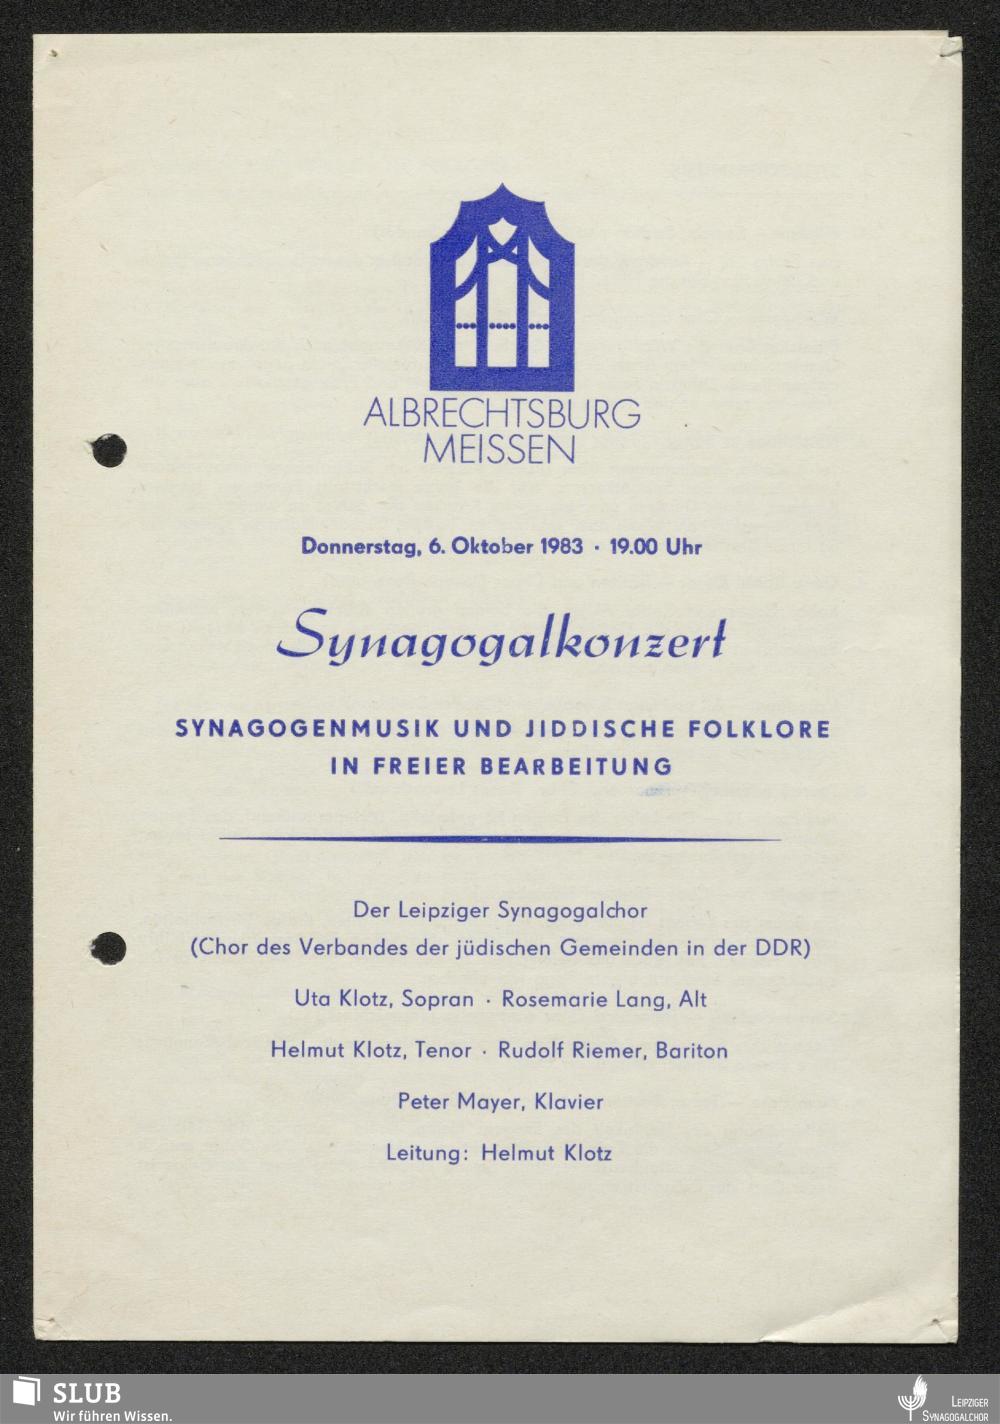 ALBRECHTSBURG
MEISSEN
Donnerstag, 6. Oktober 1983 · 19.00 Uhr
Synagogalkonzert
SYNAGOGENMUSIK UND JIDDISCHE FOLKLORE
IN FREIER BEARBEITUNG
Der Leipziger Synagogalchor
(Chor des Verbandes der jüdischen Gemeinden in der DDR)
Uta Klotz, Sopran · Rosemarie Lang, Alt
Helmut Klotz, Tenor · Rudolf Riemer, Bariton
Peter Mayer, Klavier
Leitung: Helmut Klotz
SLUB
Wir führen Wissen.
LEIPZIGER
SYNAGOGALCHOR